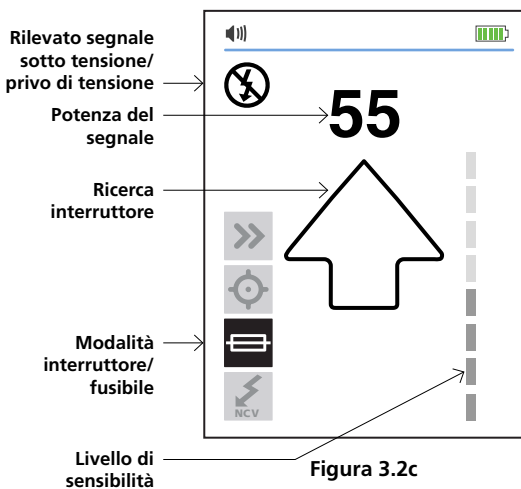 Rilevato segnale
sotto tensione/
privo di tensione
Potenza del
segnale
55
Ricerca
interruttore
Modalità
interruttore/
fusibile
NCV
Livello di
sensibilità
Figura 3.2c